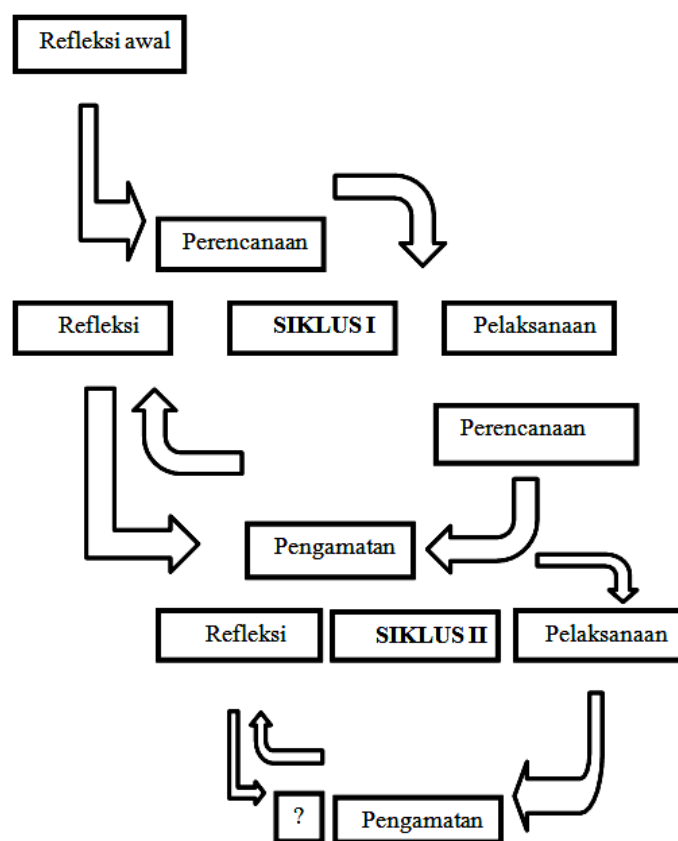 Refleksi awal
Perencanaan
Refleksi
SIKLUS I
Pelaksanaan
Perencanaan
Pengamatan
Refleksi
SIKLUS II
Pelaksanaan
?
Pengamatan